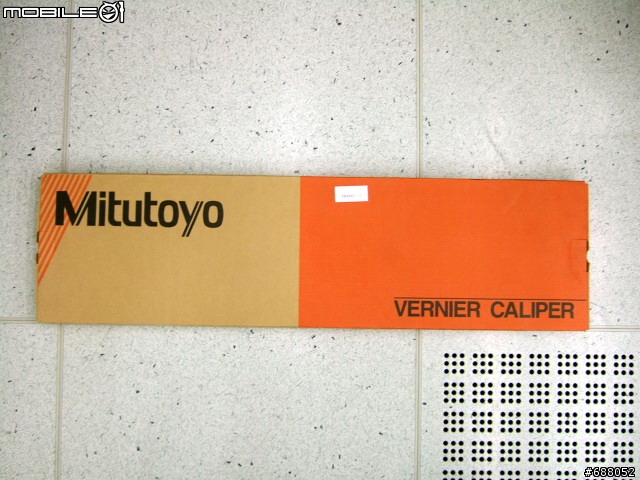 MOBILE01
Mitutoyo
VERNIER CALIPER
#688052